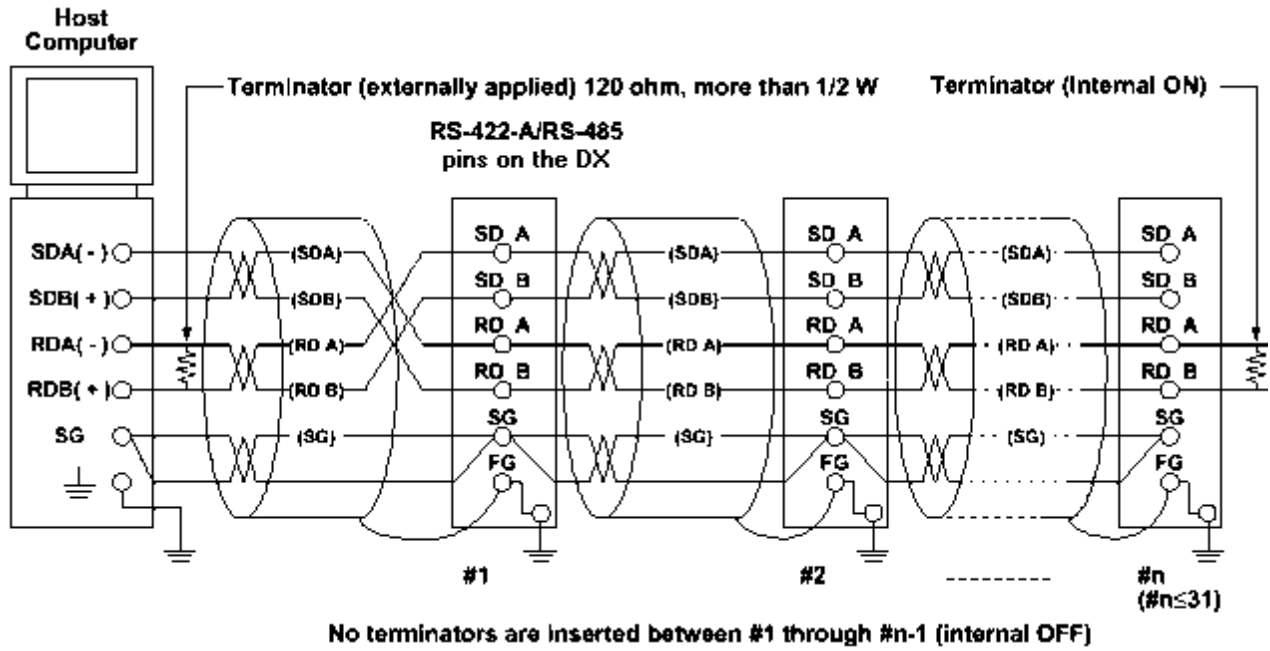 Host
Computer
Terminator (externally applied) 120 ohm, more than 1/2 W
Terminator (Internal ON)
RS-422-A/RS-485
pins on the DX
SDA( - )
(SDA)
SD A
(SDA)
SD A
(SDA)
SD A
SDB( + )
(SDB)
SD B
(SDB)
SD B
(SDB)
SD B
RDA( - )
(RD A)
RD A
(RD A)
RD A
(RD A)
RD A
RDB( + )
(RD B)
RD B
(RD B)
RD B
(RD B)
RD B
SG
(SG)
SG
(SG)
SG
(SG)
SG
FG
FG
FG
#1
#2
#n
(#n≤31)
No terminators are inserted between #1 through #n-1 (internal OFF)